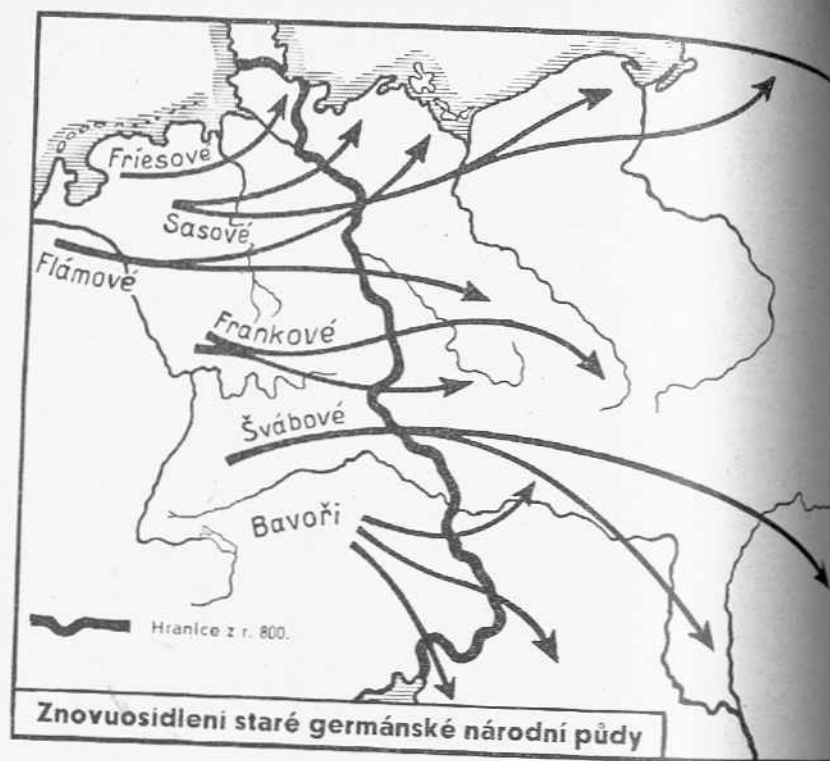 Friesové
Sasové
Flámové
Frankové
Švábové
Bavoři
Hranice z r. 800.
Znovuosídlení staré germánské národní půdy